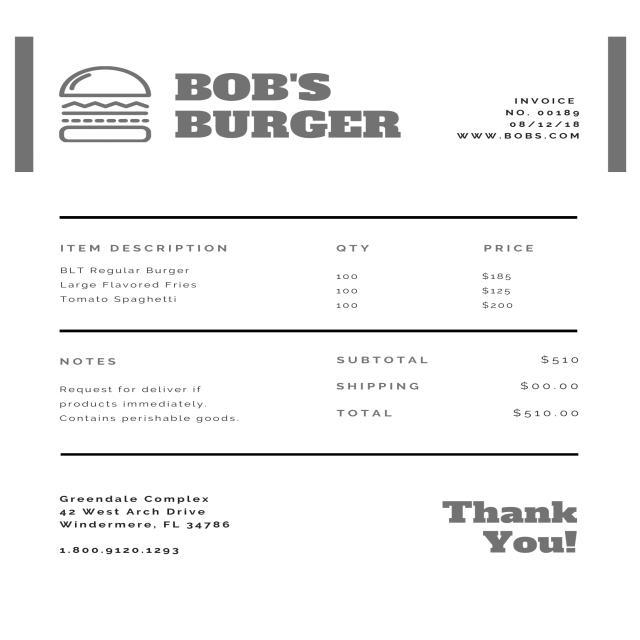 BOB'S
BURGER
INVOICE
NO. 00189
08/12/18
WWW.BOBS.COM
ITEM DESCRIPTION QTY PRICE
BLT Regular Burger 100 $185
Large Flavored Fries 100 $125
Tomato Spaghetti 100 $200
NOTES
Request for deliver if
products immediately.
Contains perishable goods.
SUBTOTAL $510
SHIPPING $00.00
TOTAL $510.00
Greendale Complex
42 West Arch Drive
Windermere, FL 34786
1.800.9120.1293
Thank
You!